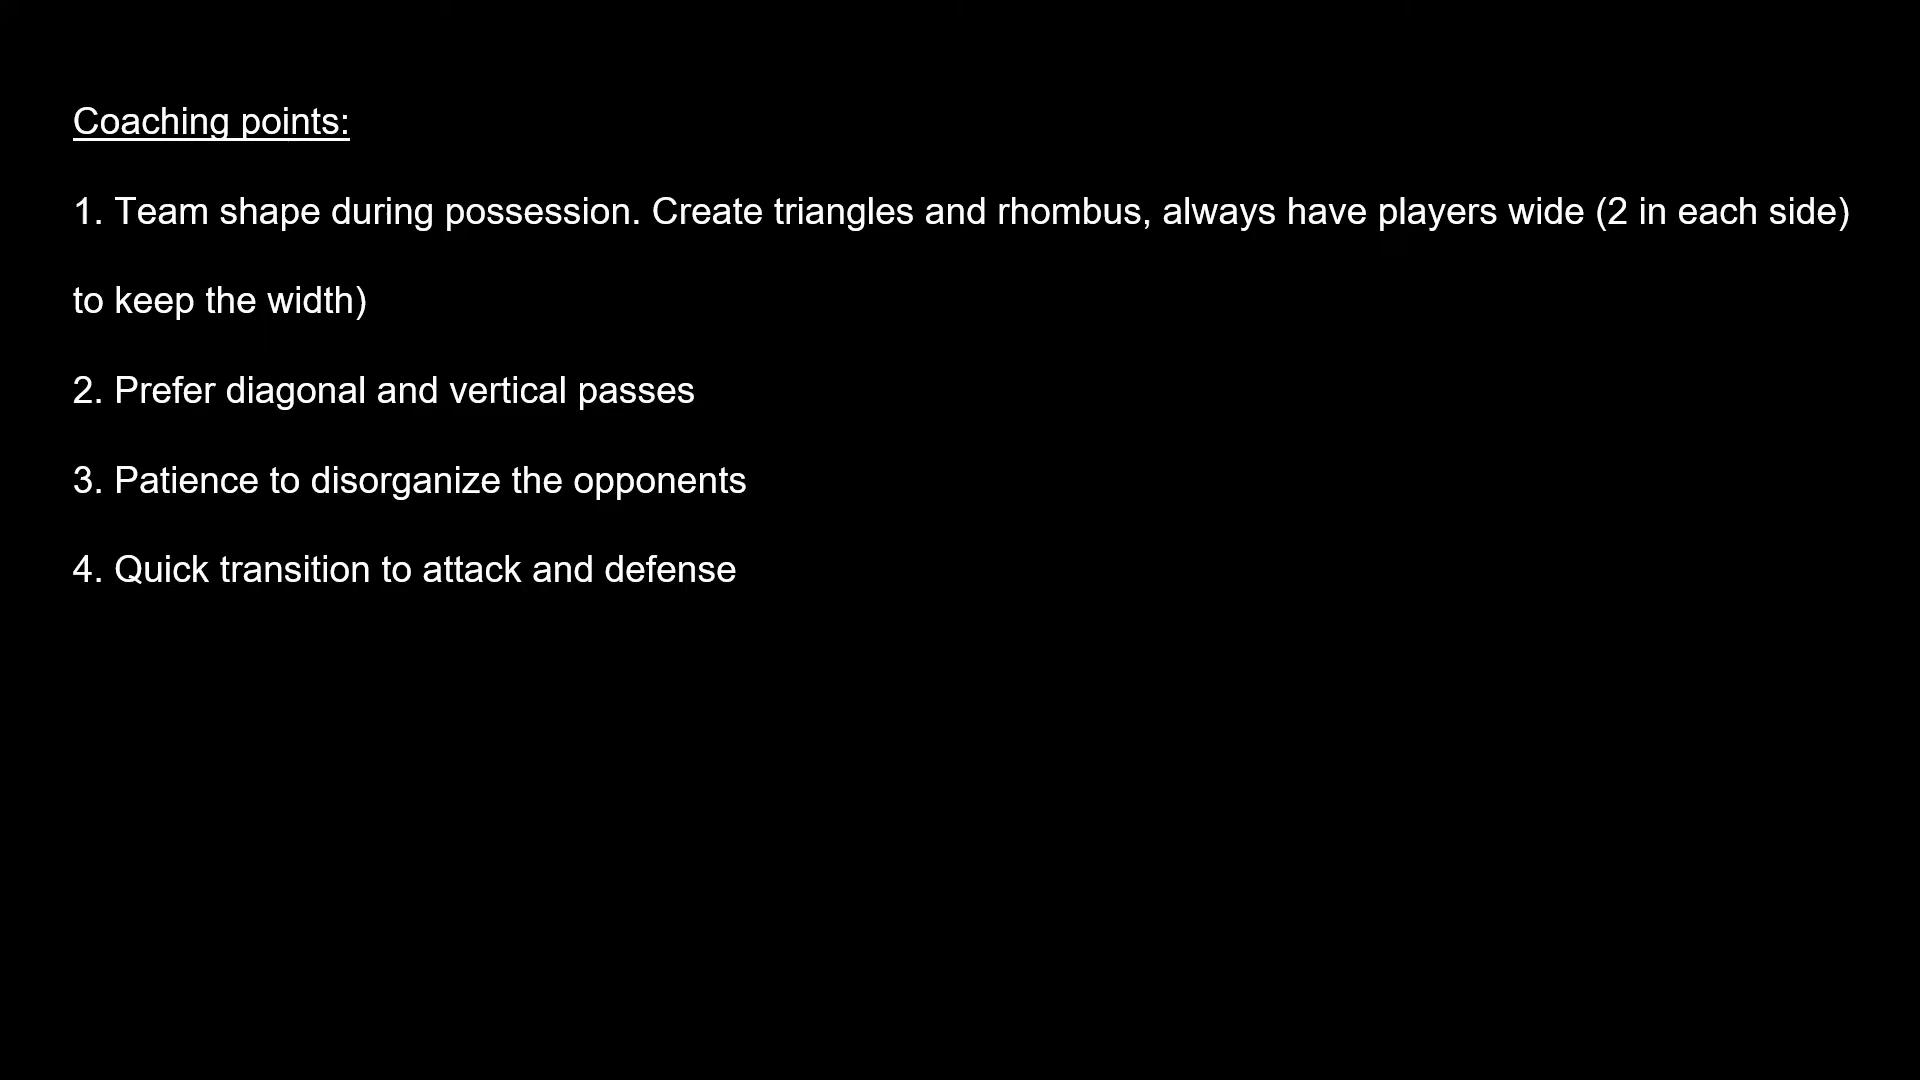 Coaching points:
1. Team shape during possession. Create triangles and rhombus, always have players wide (2 in each side)
to keep the width)
2. Prefer diagonal and vertical passes
3. Patience to disorganize the opponents
4. Quick transition to attack and defense